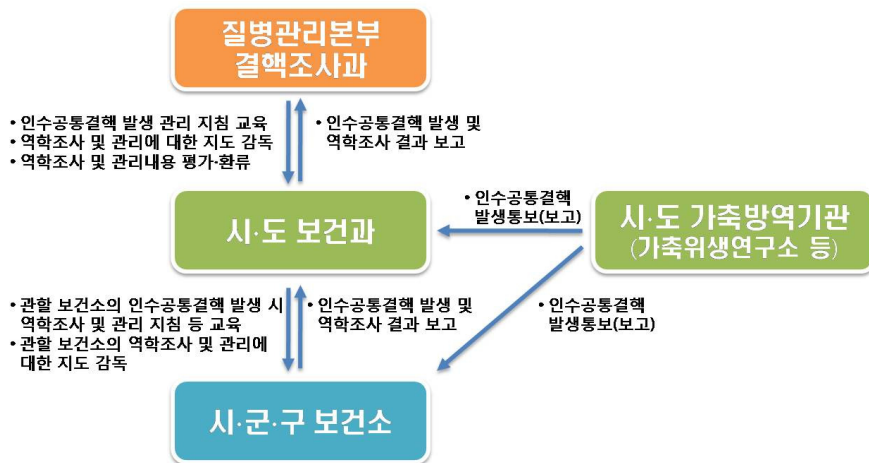 질병관리본부
결핵조사과
• 인수공통결핵 발생 관리 지침 교육
• 역학조사 및 관리에 대한 지도 감독
• 역학조사 및 관리내용 평가·환류
• 인수공통결핵 발생 및
역학조사 결과 보고
시·도 보건과
• 인수공통결핵
발생통보(보고)
시·도 가축방역기관
(가축위생연구소 등)
• 관할 보건소의 인수공통결핵 발생 시
역학조사 및 관리 지침 등 교육
• 관할 보건소의 역학조사 및 관리에
대한 지도 감독
• 인수공통결핵 발생 및
역학조사 결과 보고
• 인수공통결핵
발생통보(보고)
시·군·구 보건소